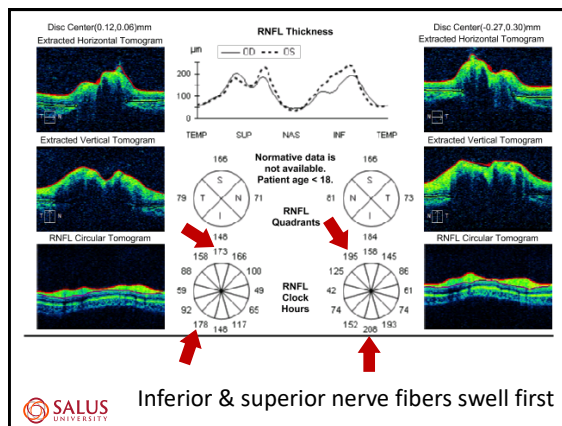 Disc Center(0.12,0.06)mm
Extracted Horizontal Tomogram
RNFL Thickness
Disc Center(-0.27,0.30)mm
Extracted Horizontal Tomogram
µm
OD OS
200
100
0
TEMP SUP NAS INF TEMP
T N
N T
Extracted Vertical Tomogram
Extracted Vertical Tomogram
Normative data is
not available.
Patient age < 18.
166
S
79 T N 71
I
148
166
S
81 N T 73
I
184
RNFL
Quadrants
RNFL Circular Tomogram
RNFL Circular Tomogram
173
158 166
88 100
59 49
92 65
178 117
148
RNFL
Clock
Hours
158
195 145
125 86
42 61
74 74
152 193
208
SALUS
UNIVERSITY
Inferior & superior nerve fibers swell first